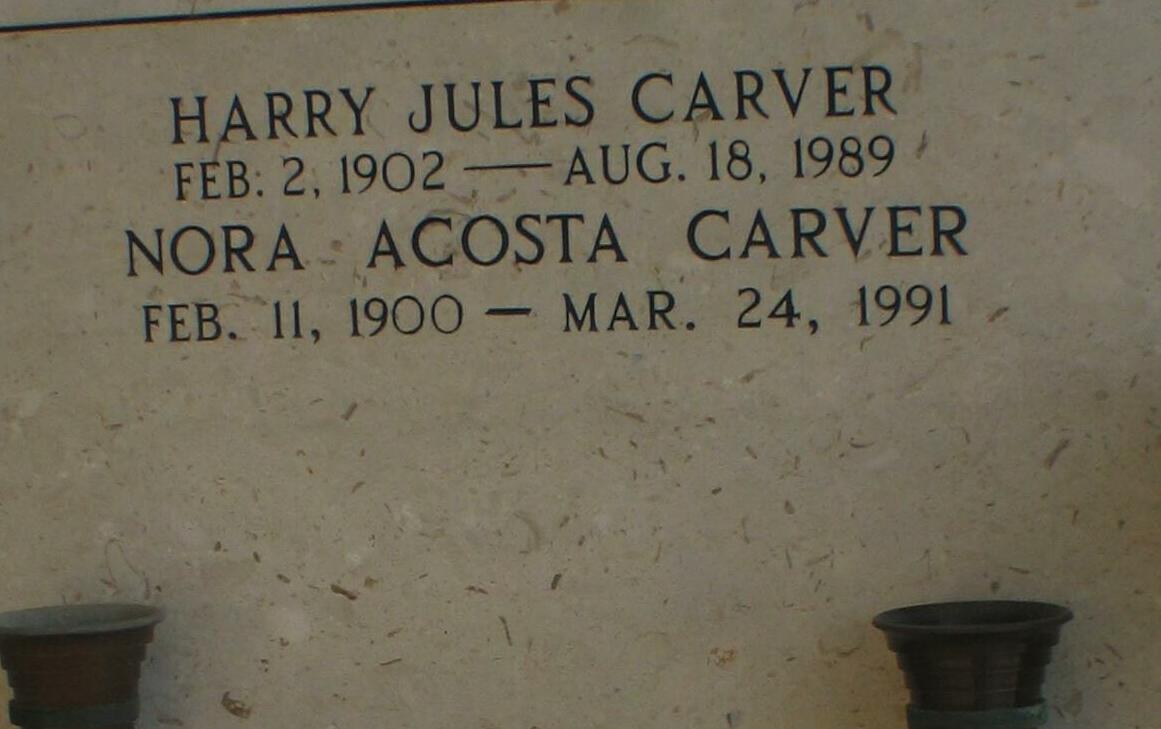 HARRY JULES CARVER
FEB. 2, 1902 — AUG. 18, 1989
NORA ACOSTA CARVER
FEB. 11, 1900 — MAR. 24, 1991